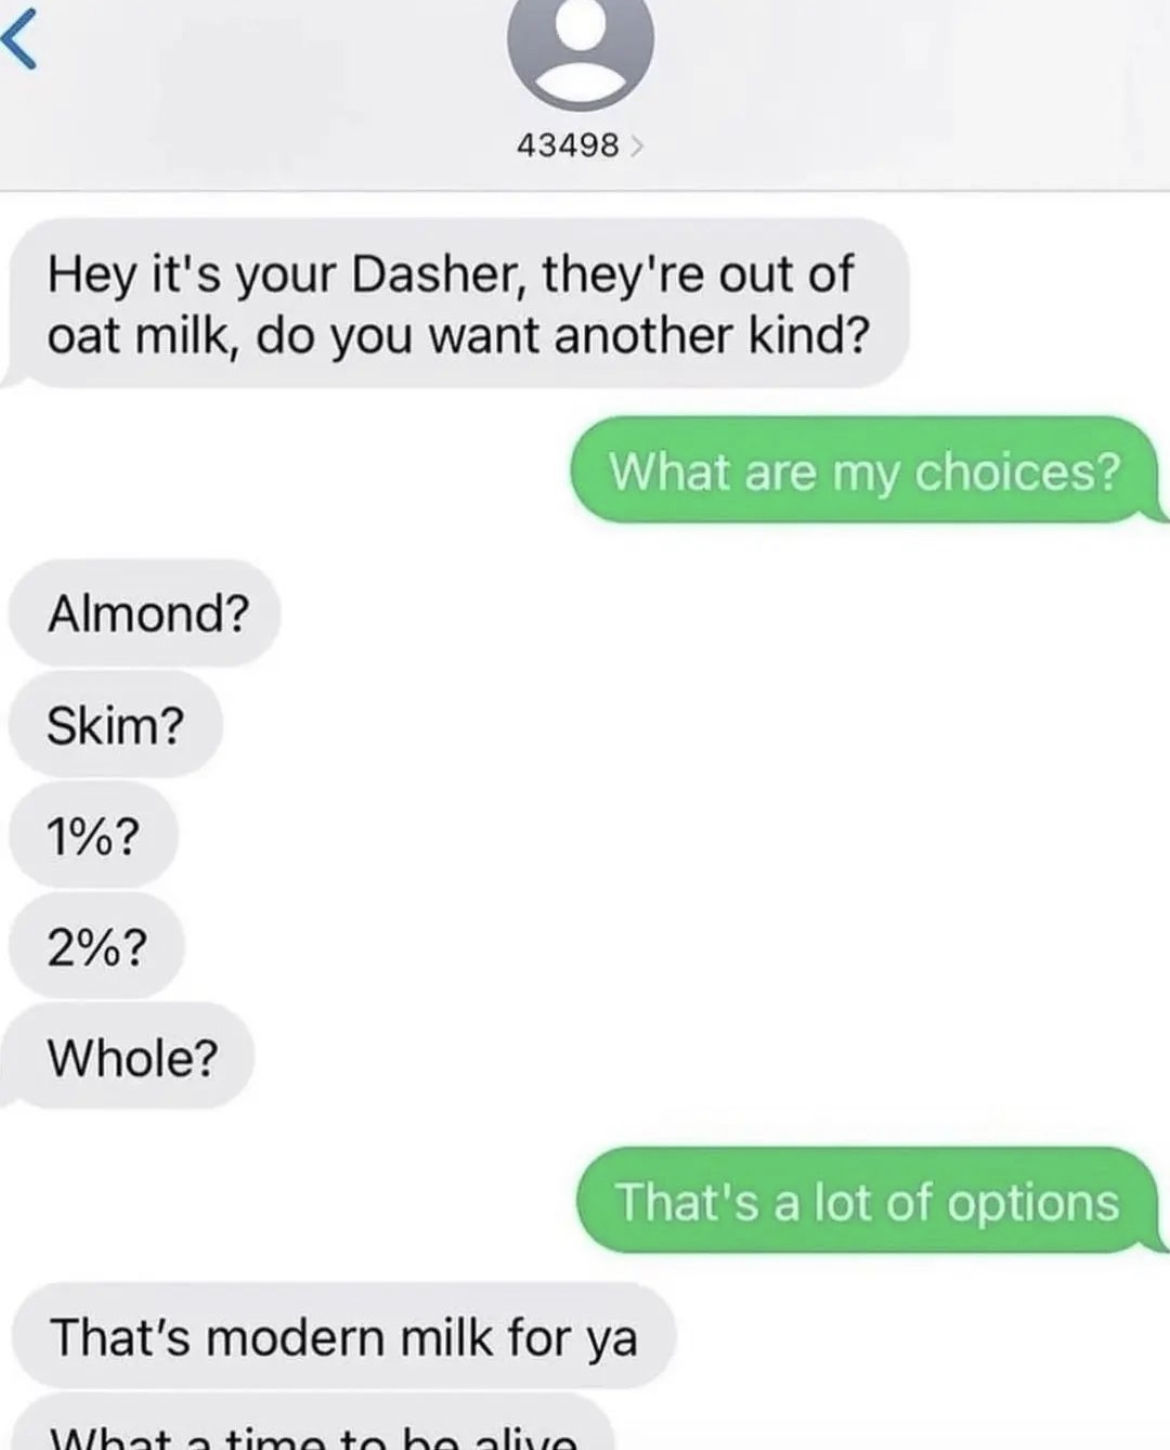 43498
Hey it's your Dasher, they're out of
oat milk, do you want another kind?
What are my choices?
Almond?
Skim?
1%?
2%?
Whole?
That's a lot of options
That's modern milk for ya
What a time to be alive